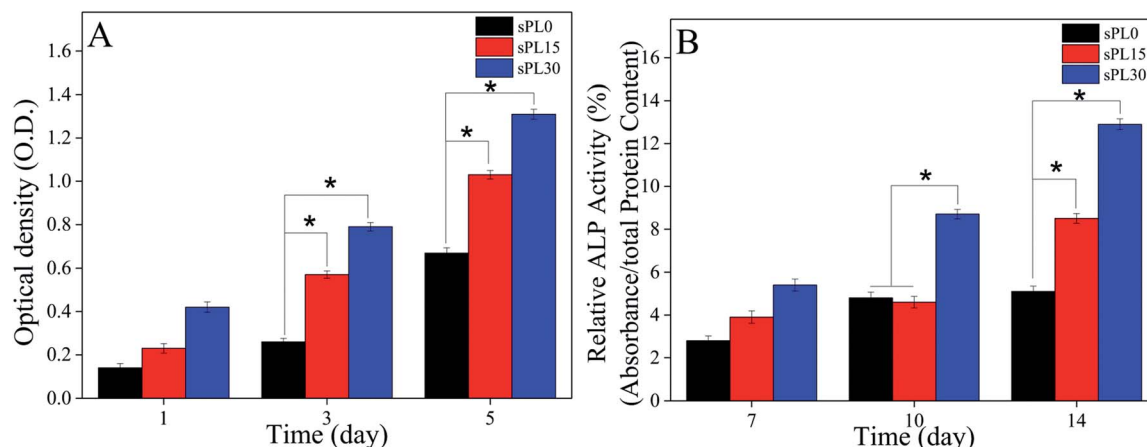 A
sPL0
sPL15
sPL30
Optical density (O.D.)
1.6
1.4
1.2
1.0
0.8
0.6
0.4
0.2
0.0
*
*
*
*
1
3
5
Time (day)
B
sPL0
sPL15
sPL30
Relative ALP Activity (%)
(Absorbance/total Protein Content)
16
14
12
10
8
6
4
2
0
*
*
*
7
10
14
Time (day)